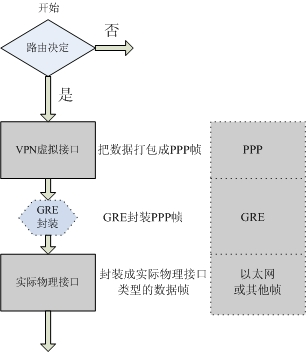 开始
路由决定
否
是
VPN虚拟接口
把数据打包成PPP帧
PPP
GRE
封装
GRE封装PPP帧
GRE
实际物理接口
封装成实际物理接口
类型的数据帧
以太网
或其他帧